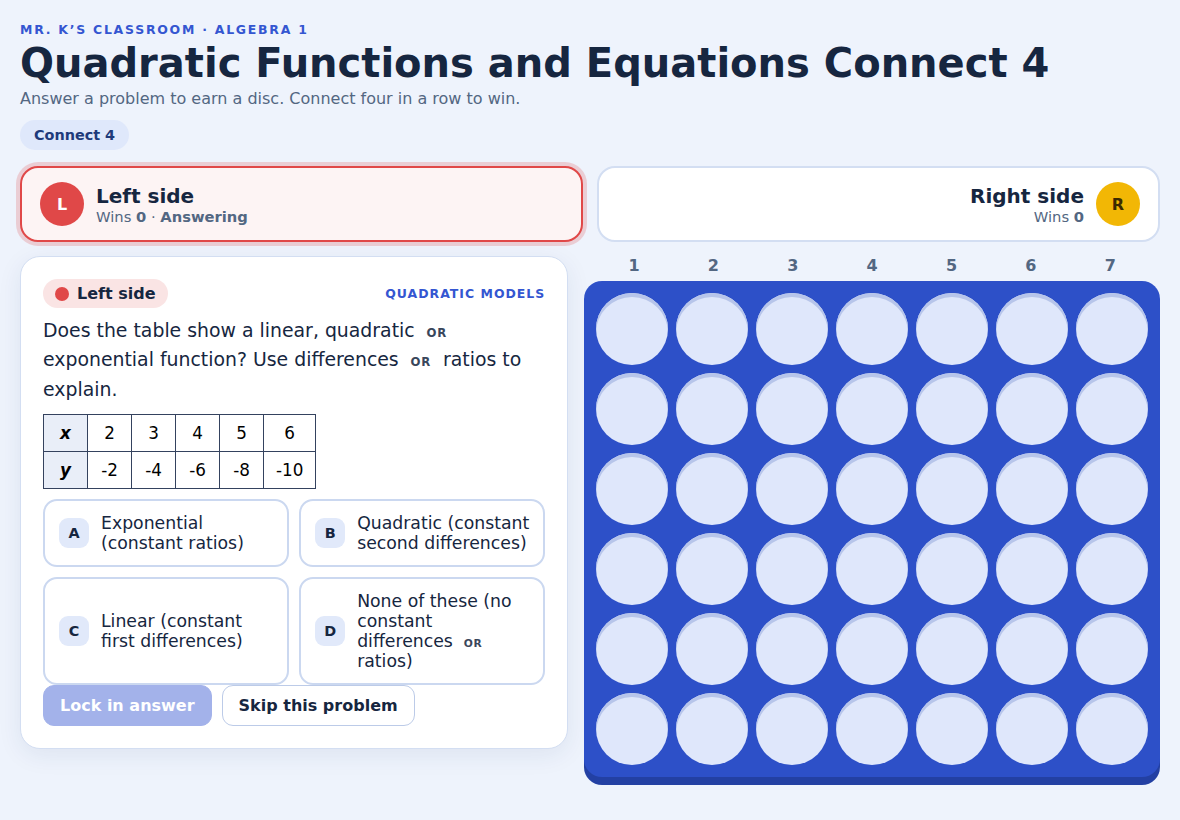 MR. K’S CLASSROOM · ALGEBRA 1
Quadratic Functions and Equations Connect 4
Answer a problem to earn a disc. Connect four in a row to win.
Connect 4
L
Left side
Wins 0 · Answering
Right side
Wins 0
R
Left side
QUADRATIC MODELS
Does the table show a linear, quadratic OR
exponential function? Use differences OR ratios to
explain.
x 2 3 4 5 6
y -2 -4 -6 -8 -10
A
Exponential
(constant ratios)
B
Quadratic (constant
second differences)
C
Linear (constant
first differences)
D
None of these (no
constant
differences OR
ratios)
Lock in answer
Skip this problem
1 2 3 4 5 6 7